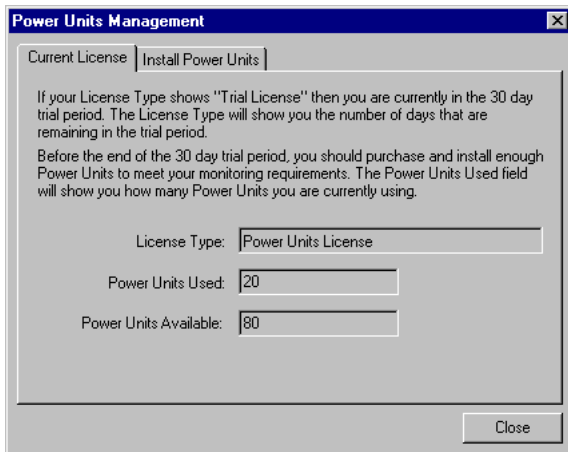 Power Units Management
Current License
Install Power Units
If your License Type shows "Trial License" then you are currently in the 30 day
trial period. The License Type will show you the number of days that are
remaining in the trial period.
Before the end of the 30 day trial period, you should purchase and install enough
Power Units to meet your monitoring requirements. The Power Units Used field
will show you how many Power Units you are currently using.
License Type: Power Units License
Power Units Used: 20
Power Units Available: 80
Close